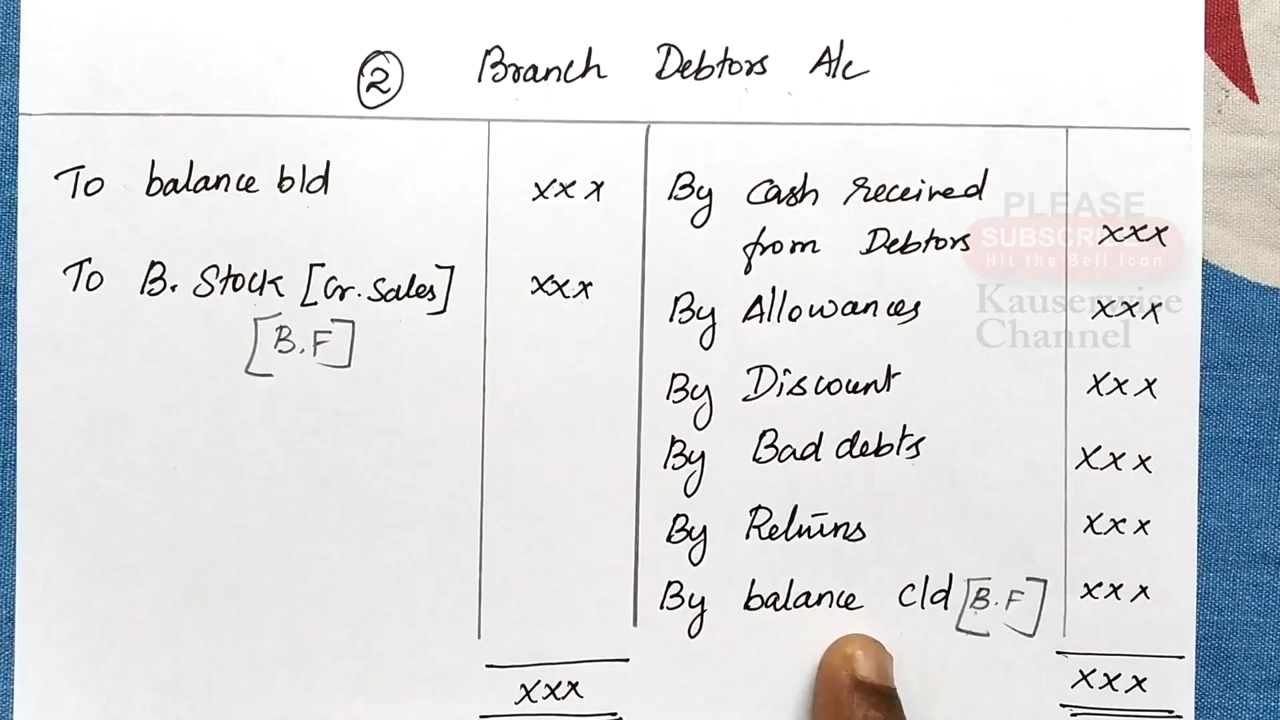 2 Branch Debtors A/c
To balance b/d xxx
By Cash received
from Debtors xxx
To B. Stock [Cr. Sales] xxx
[B.F]
By Allowances xxx
By Discount xxx
By Bad debts xxx
By Returns xxx
By balance c/d [B.F] xxx
xxx xxx
PLEASE
SUBSCRIBE
Hit the Bell Icon
Kauserwise
Channel